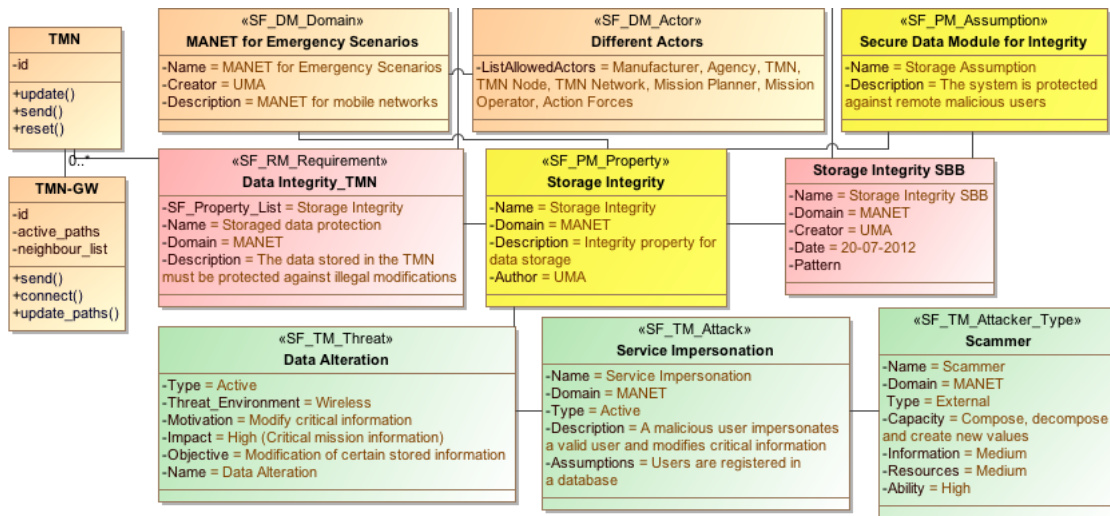 TMN
-id
+update()
+send()
+reset()
0..*
TMN-GW
-id
-active_paths
-neighbour_list
+send()
+connect()
+update_paths()
«SF_DM_Domain»
MANET for Emergency Scenarios
-Name = MANET for Emergency Scenarios
-Creator = UMA
-Description = MANET for mobile networks
«SF_DM_Actor»
Different Actors
-ListAllowedActors = Manufacturer, Agency, TMN,
TMN Node, TMN Network, Mission Planner, Mission
Operator, Action Forces
«SF_PM_Assumption»
Secure Data Module for Integrity
-Name = Storage Assumption
-Description = The system is protected
against remote malicious users
«SF_RM_Requirement»
Data Integrity_TMN
-SF_Property_List = Storage Integrity
-Name = Storaged data protection
-Domain = MANET
-Description = The data stored in the TMN
must be protected against illegal modifications
«SF_PM_Property»
Storage Integrity
-Name = Storage Integrity
-Domain = MANET
-Description = Integrity property for
data storage
-Author = UMA
Storage Integrity SBB
-Name = Storage Integrity SBB
-Domain = MANET
-Creator = UMA
-Date = 20-07-2012
-Pattern
«SF_TM_Threat»
Data Alteration
-Type = Active
-Threat_Environment = Wireless
-Motivation = Modify critical information
-Impact = High (Critical mission information)
-Objective = Modification of certain stored information
-Name = Data Alteration
«SF_TM_Attack»
Service Impersonation
-Name = Service Impersonation
-Domain = MANET
-Type = Active
-Description = A malicious user impersonates
a valid user and modifies critical information
-Assumptions = Users are registered in
a database
«SF_TM_Attacker_Type»
Scammer
-Name = Scammer
-Domain = MANET
Type = External
-Capacity = Compose, decompose
and create new values
-Information = Medium
-Resources = Medium
-Ability = High